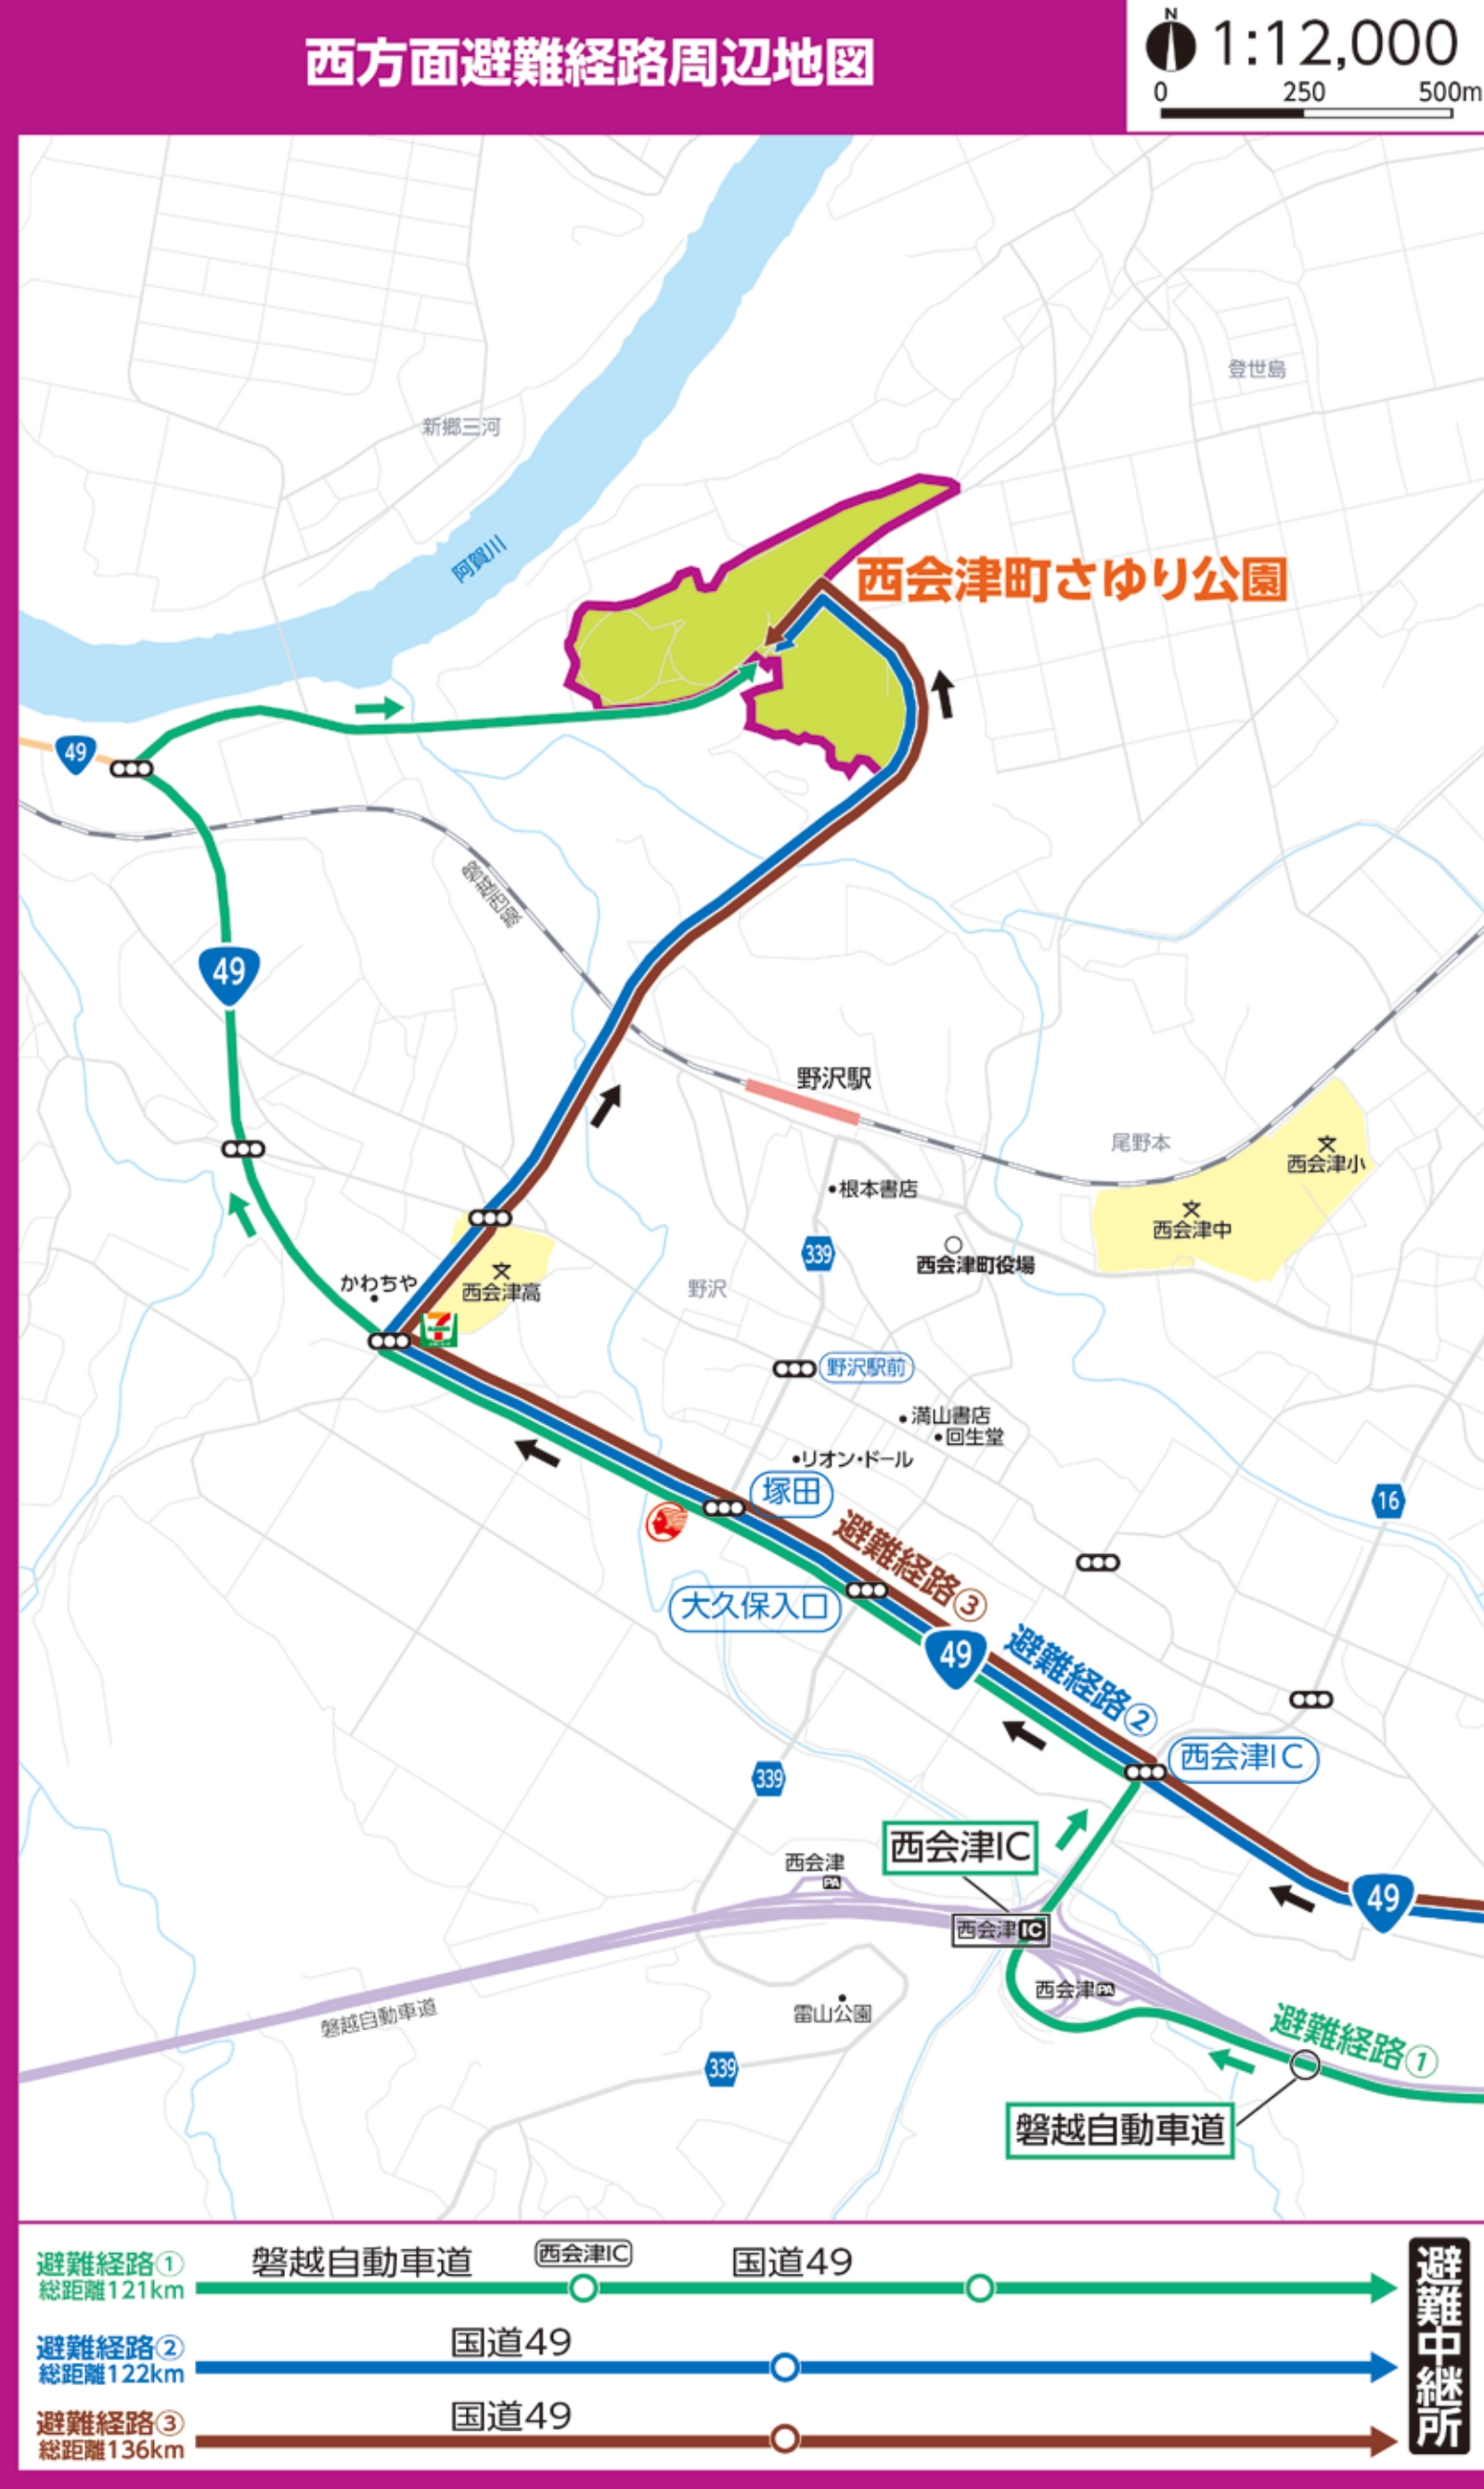 西方面避難経路周辺地図
N
1:12,000
0 250 500m
登世島
新郷三河
阿賀川
西会津町さゆり公園
49
磐越西線
49
野沢駅
尾野本
西会津小
西会津中
根本書店
339
西会津町役場
かわちや
西会津高
7
野沢
野沢駅前
満山書店
回生堂
リオン・ドール
塚田
16
避難経路③
大久保入口
49
避難経路②
西会津IC
339
西会津IC
西会津
PA
49
西会津IC
西会津PA
磐越自動車道
雷山公園
避難経路①
339
磐越自動車道
避難経路①
総距離121km
磐越自動車道
西会津IC
国道49
避難経路②
総距離122km
国道49
避難経路③
総距離136km
国道49
避難中継所